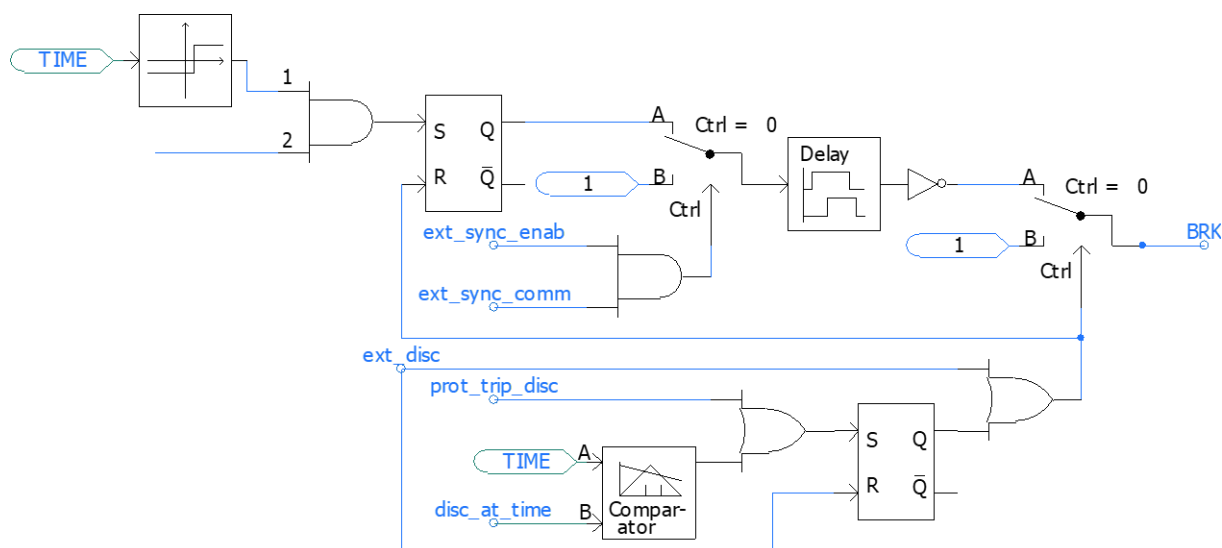 TIME
1
2
S Q
R Q̅
A
Ctrl = 0
1
B
Ctrl
Delay
A
Ctrl = 0
1
B
Ctrl
BRK
ext_sync_enab
ext_sync_comm
ext_disc
prot_trip_disc
TIME
A
disc_at_time
B
Compar-
ator
S Q
R Q̅